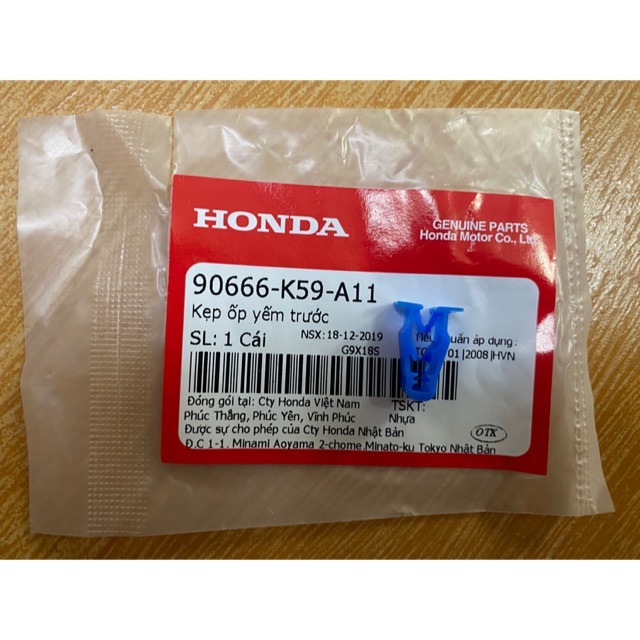 HONDA
GENUINE PARTS
Honda Motor Co., Ltd
90666-K59-A11
Kẹp ốp yếm trước
SL: 1 Cái
NSX: 18-12-2019
G9X18S
áp dụng:
01|2008|HVN
Đóng gói tại: Cty Honda Việt Nam
Phúc Thắng, Phúc Yên, Vĩnh Phúc
TSKT:
Nhựa
Được sự cho phép của Cty Honda Nhật Bản
Đ.C 1-1, Minami Aoyama 2-chome Minato-ku Tokyo Nhật Bản
OTK